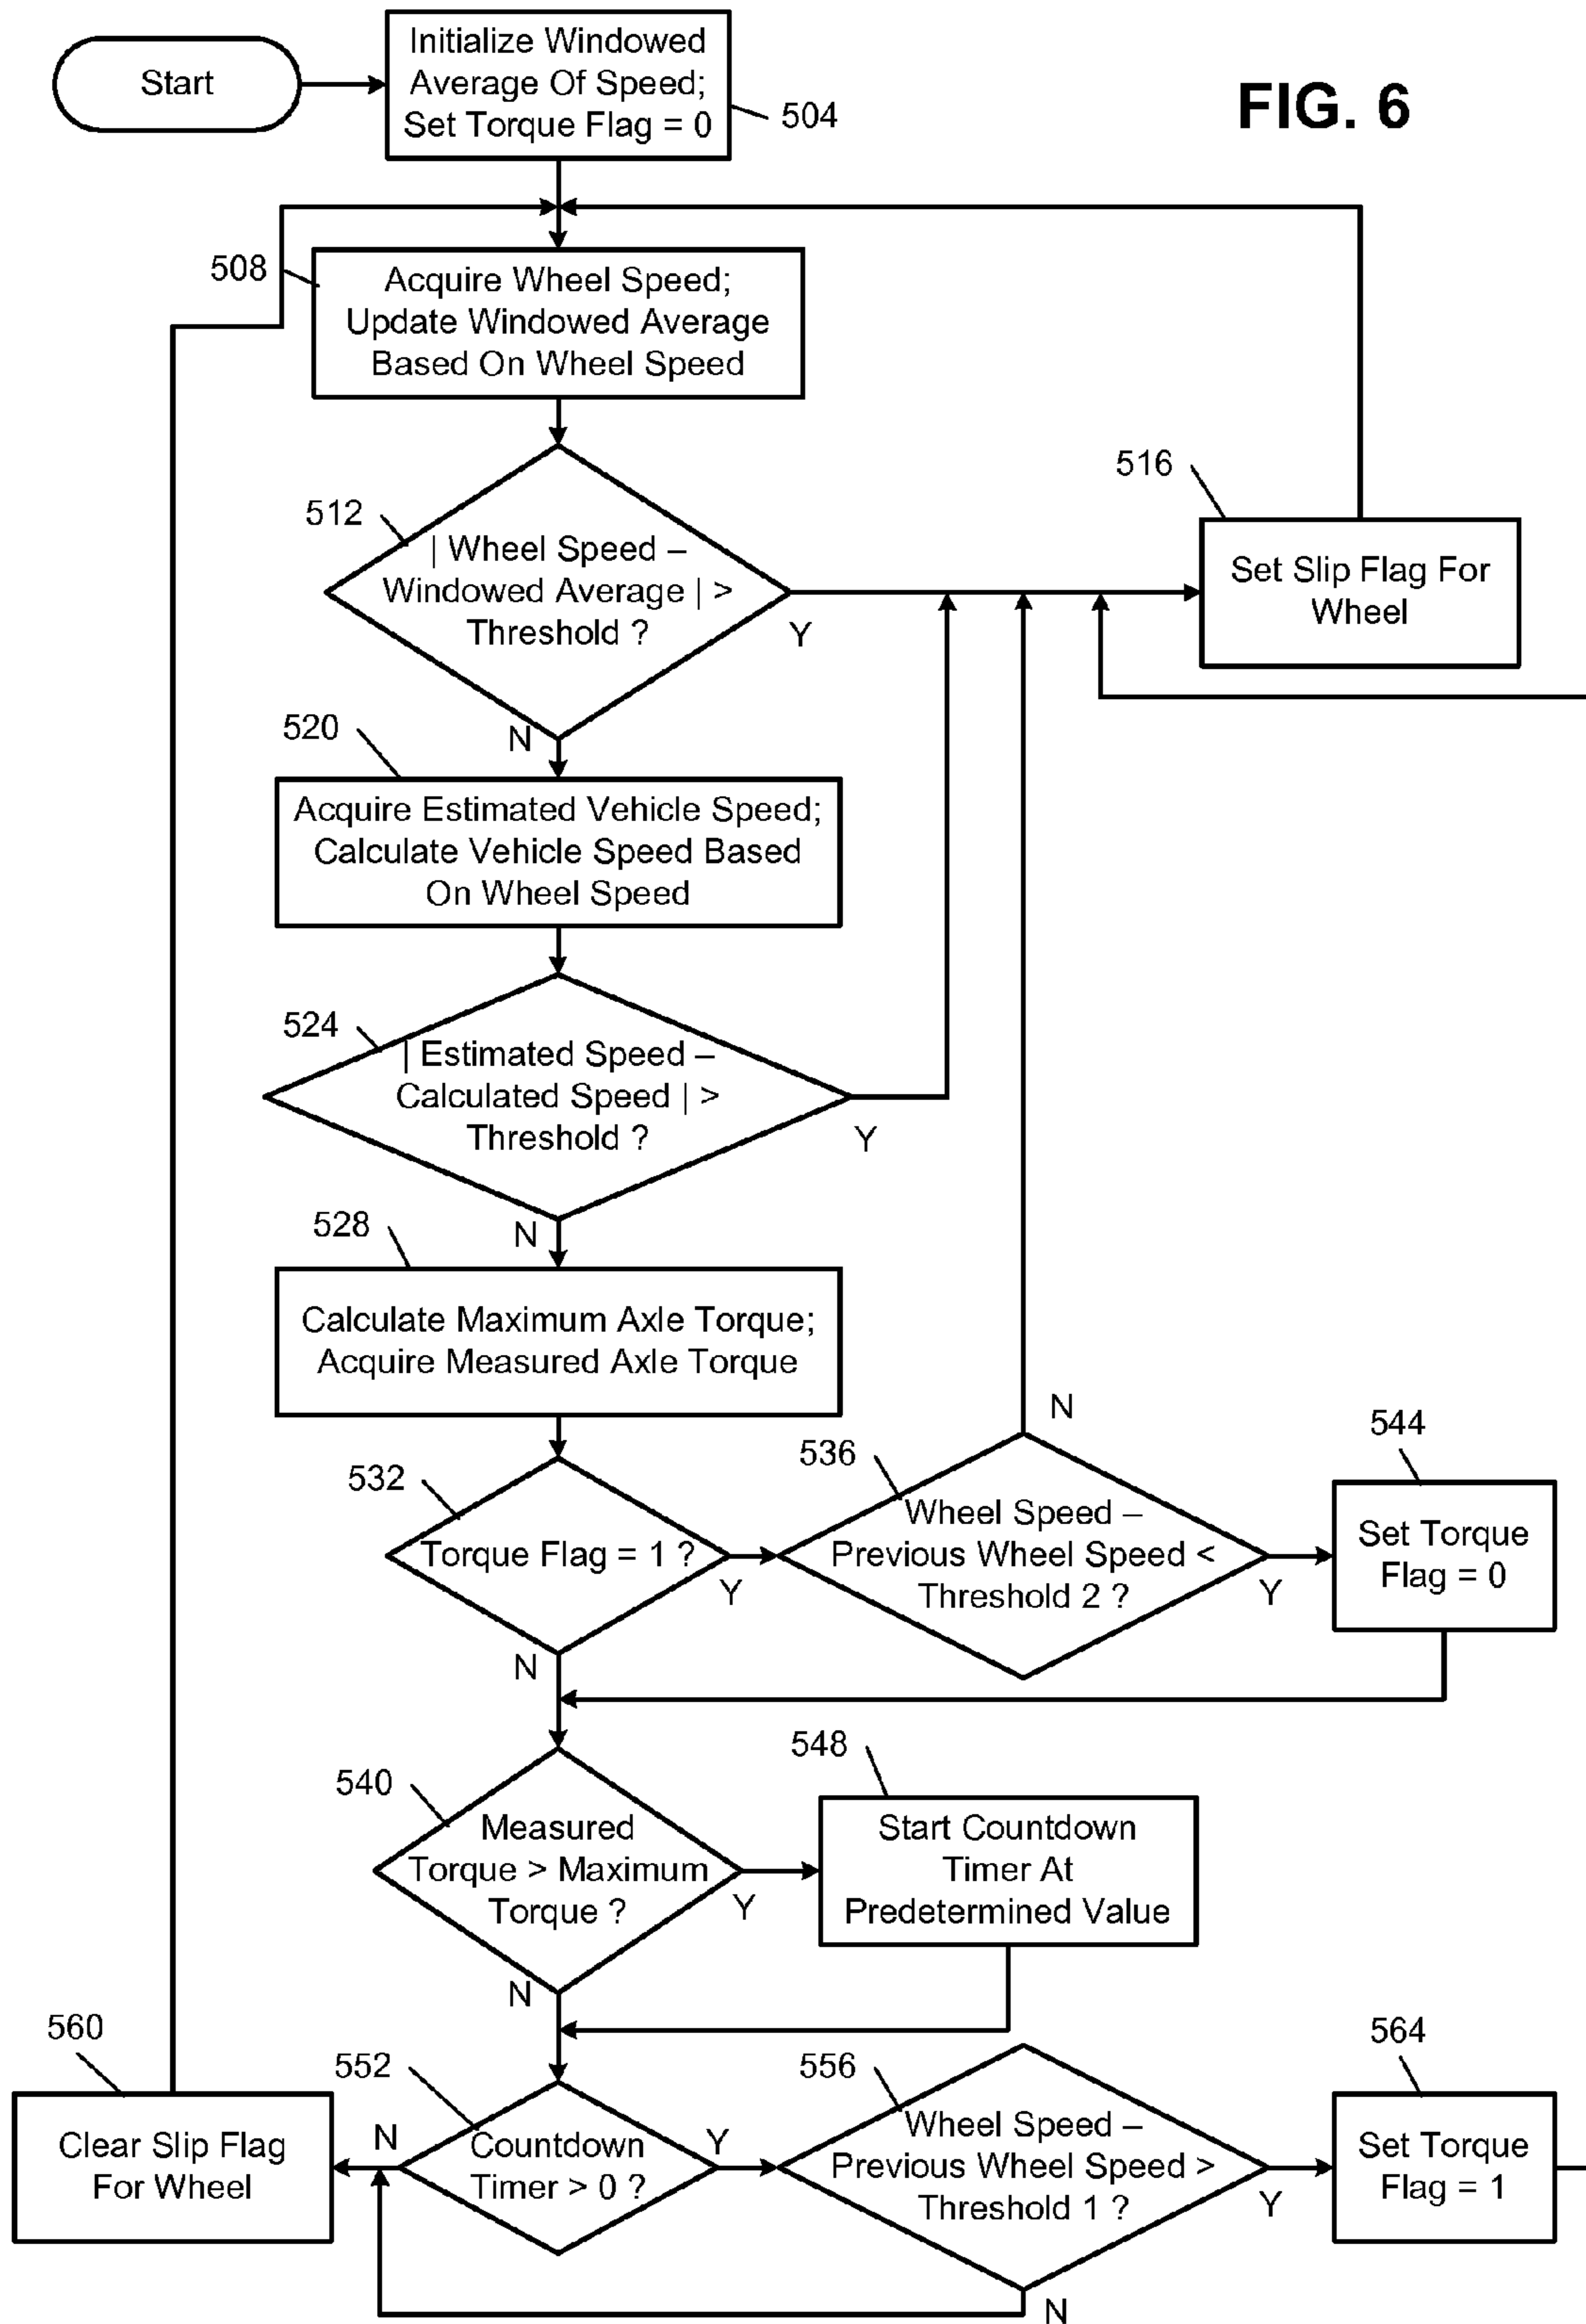 FIG. 6
Start
Initialize Windowed
Average Of Speed;
Set Torque Flag = 0
504
508
Acquire Wheel Speed;
Update Windowed Average
Based On Wheel Speed
512
| Wheel Speed –
Windowed Average | >
Threshold ?
Y
N
516
Set Slip Flag For
Wheel
520
Acquire Estimated Vehicle Speed;
Calculate Vehicle Speed Based
On Wheel Speed
524
| Estimated Speed –
Calculated Speed | >
Threshold ?
Y
N
528
Calculate Maximum Axle Torque;
Acquire Measured Axle Torque
532
Torque Flag = 1 ?
Y
N
536
Wheel Speed –
Previous Wheel Speed <
Threshold 2 ?
N
Y
544
Set Torque
Flag = 0
540
Measured
Torque > Maximum
Torque ?
Y
N
548
Start Countdown
Timer At
Predetermined Value
552
Countdown
Timer > 0 ?
N
Y
560
Clear Slip Flag
For Wheel
556
Wheel Speed –
Previous Wheel Speed >
Threshold 1 ?
Y
N
564
Set Torque
Flag = 1